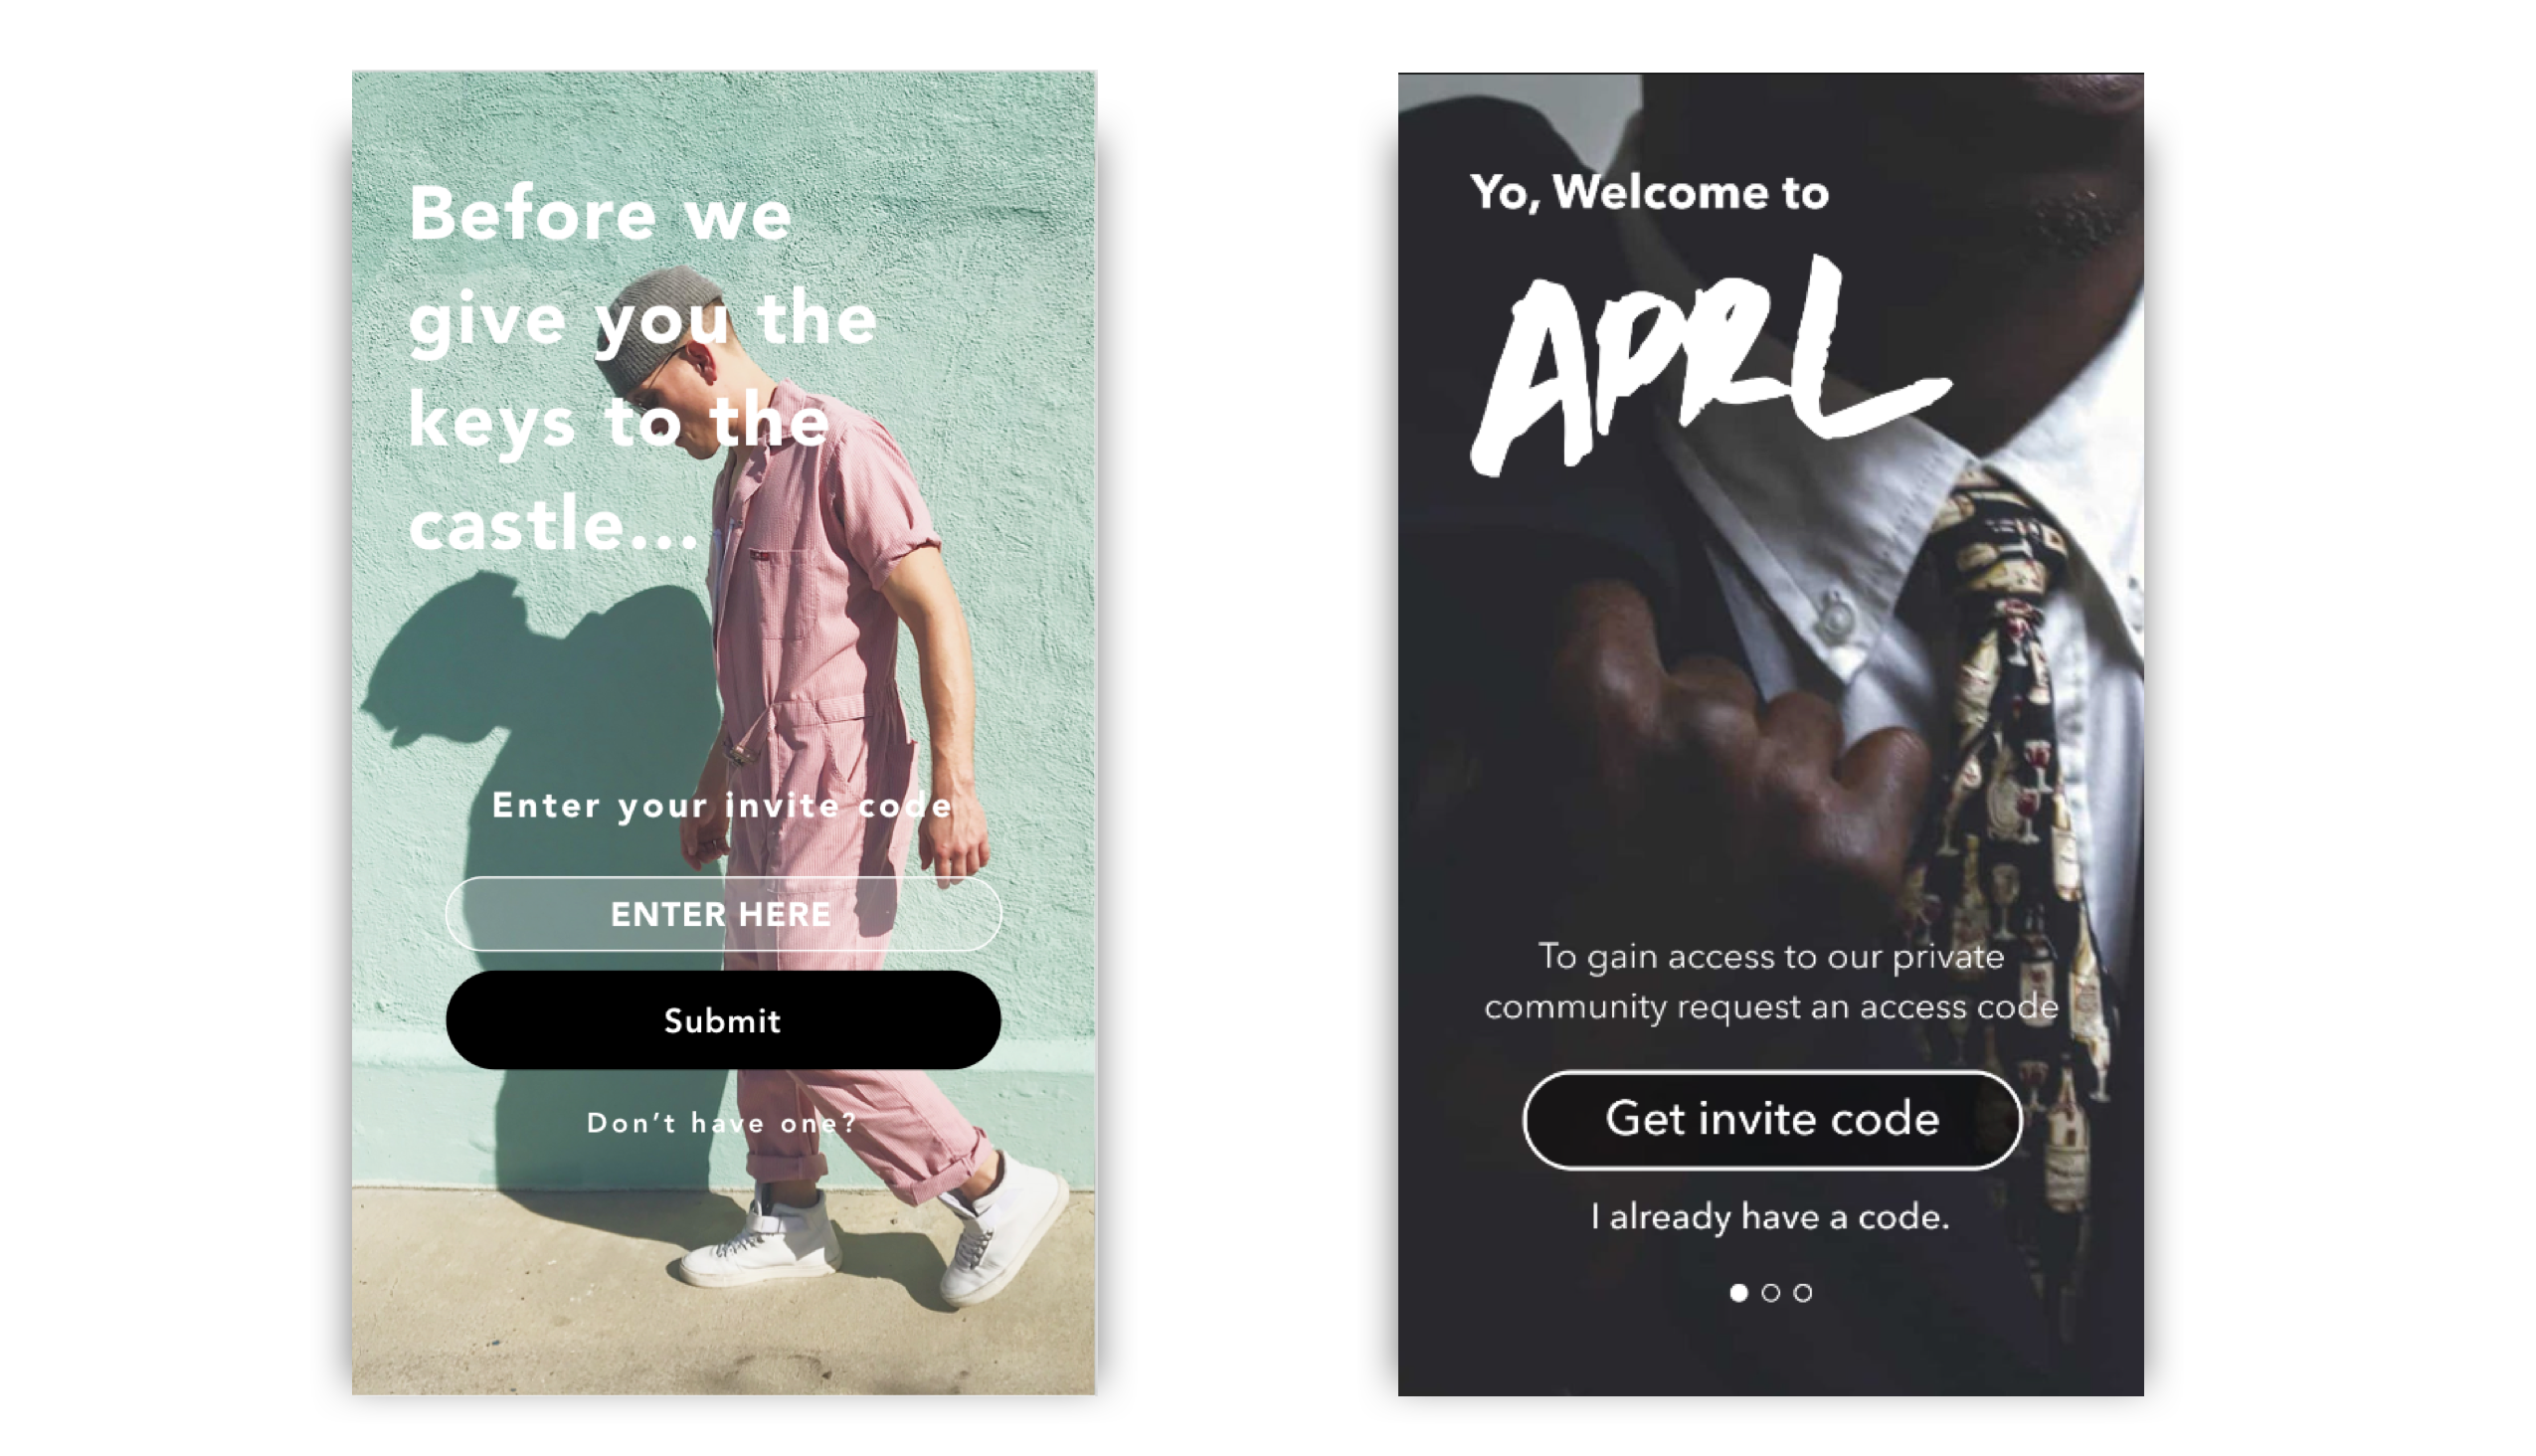 Before we
give you the
keys to the
castle...
Enter your invite code
ENTER HERE
Submit
Don't have one?
Yo, Welcome to
APRL
To gain access to our private
community request an access code
Get invite code
I already have a code.